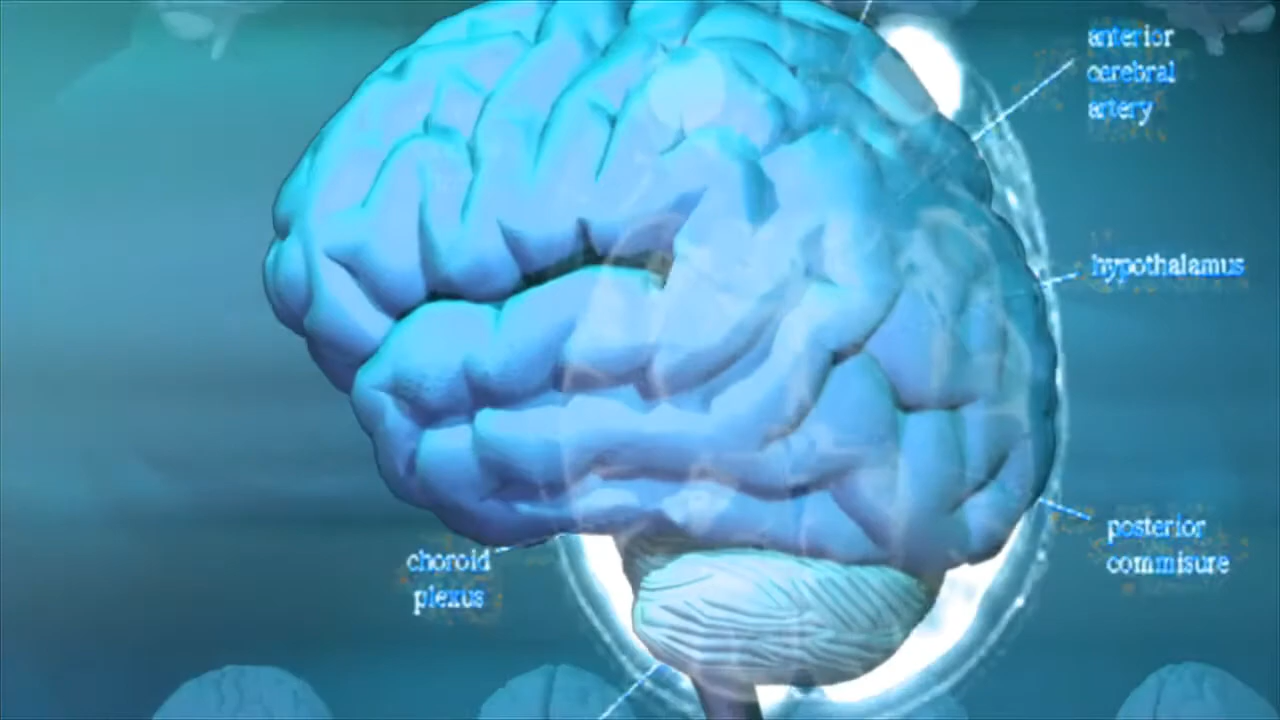 anterior
cerebral
artery
hypothalamus
choroid
plexus
posterior
commisure